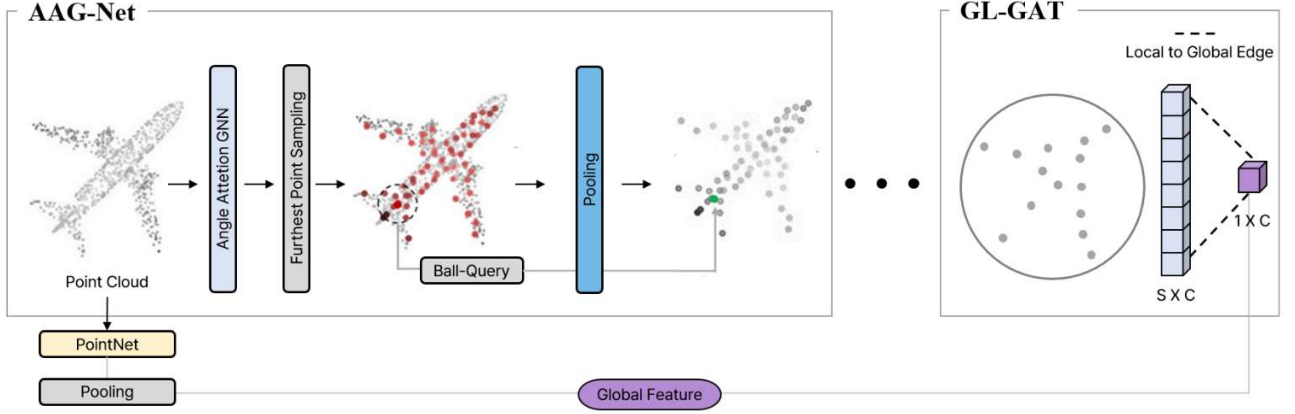 AAG-Net
GL-GAT
Local to Global Edge
Angle Attetion GNN
Furthest Point Sampling
Pooling
1 X C
Ball-Query
Point Cloud
S X C
PointNet
Pooling
Global Feature